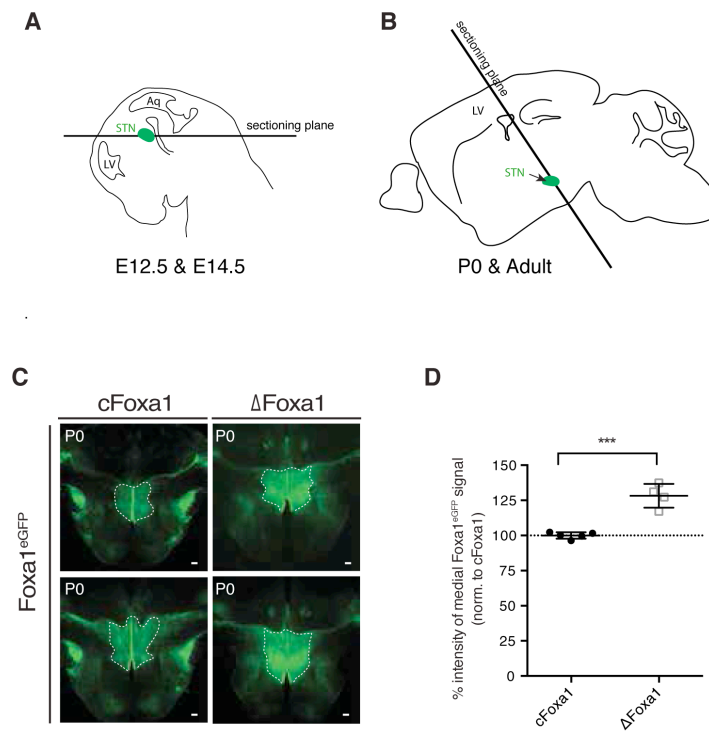 A
Aq
STN
sectioning plane
LV
E12.5 & E14.5
B
sectioning plane
LV
STN
P0 & Adult
.
C
cFoxa1
ΔFoxa1
Foxa1eGFP
P0
P0
P0
P0
D
***
% intensity of medial Foxa1eGFP signal
(norm. to cFoxa1)
150
125
100
75
50
25
0
cFoxa1
ΔFoxa1